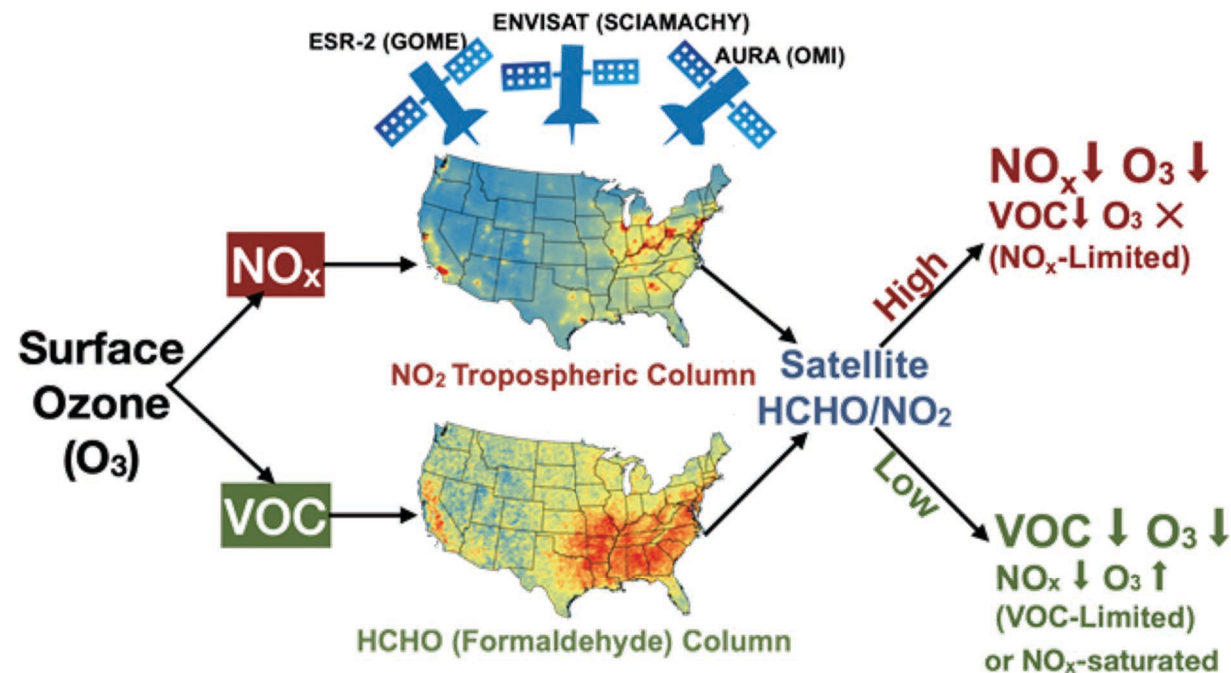 ENVISAT (SCIAMACHY)
ESR-2 (GOME)
AURA (OMI)
NOₓ
Surface
Ozone
(O₃)
VOC
NO₂ Tropospheric Column
HCHO (Formaldehyde) Column
Satellite
HCHO/NO₂
High
NOₓ ↓ O₃ ↓
VOC ↓ O₃ ×
(NOₓ-Limited)
Low
VOC ↓ O₃ ↓
NOₓ ↓ O₃ ↑
(VOC-Limited)
or NOₓ-saturated